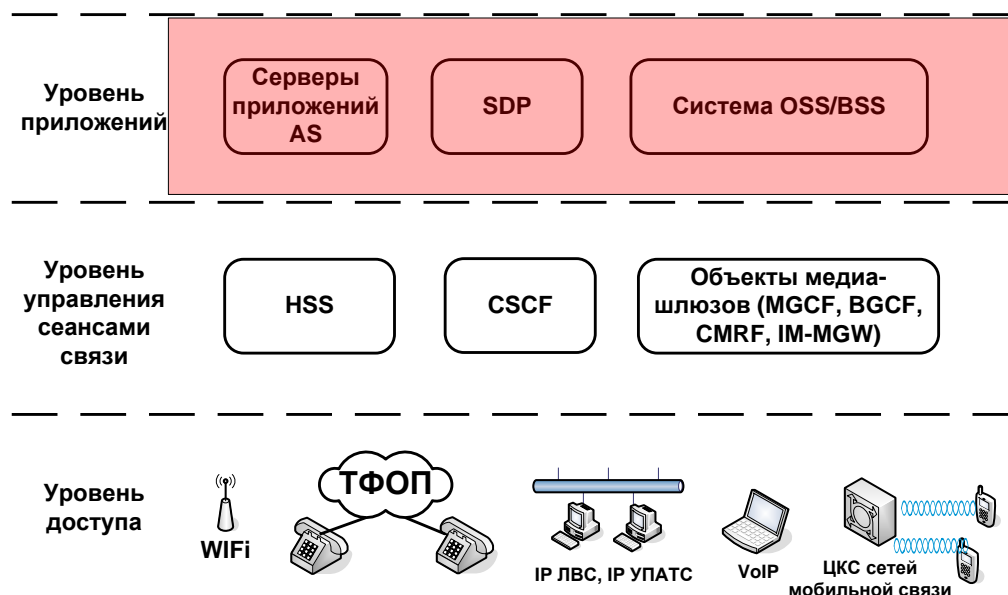 Уровень
приложений
Серверы
приложений
AS
SDP
Система OSS/BSS
Уровень
управления
сеансами
связи
HSS
CSCF
Объекты медиа-
шлюзов (MGCF, BGCF,
CMRF, IM-MGW)
Уровень
доступа
WIFi
ТФОП
IP ЛВС, IP УПАТС
VoIP
ЦКС сетей
мобильной связи